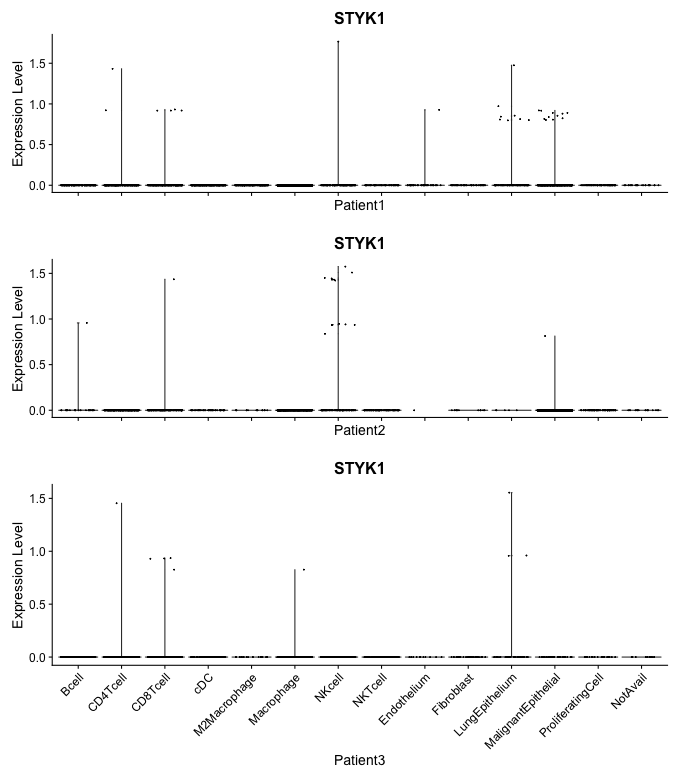 STYK1
Expression Level
1.5
1.0
0.5
0.0
Patient1
STYK1
Expression Level
1.5
1.0
0.5
0.0
Patient2
STYK1
Expression Level
1.5
1.0
0.5
0.0
Bcell
CD4Tcell
CD8Tcell
cDC
M2Macrophage
Macrophage
NKcell
NKTcell
Endothelium
Fibroblast
LungEpithelium
MalignantEpithelial
ProliferatingCell
NotAvail
Patient3